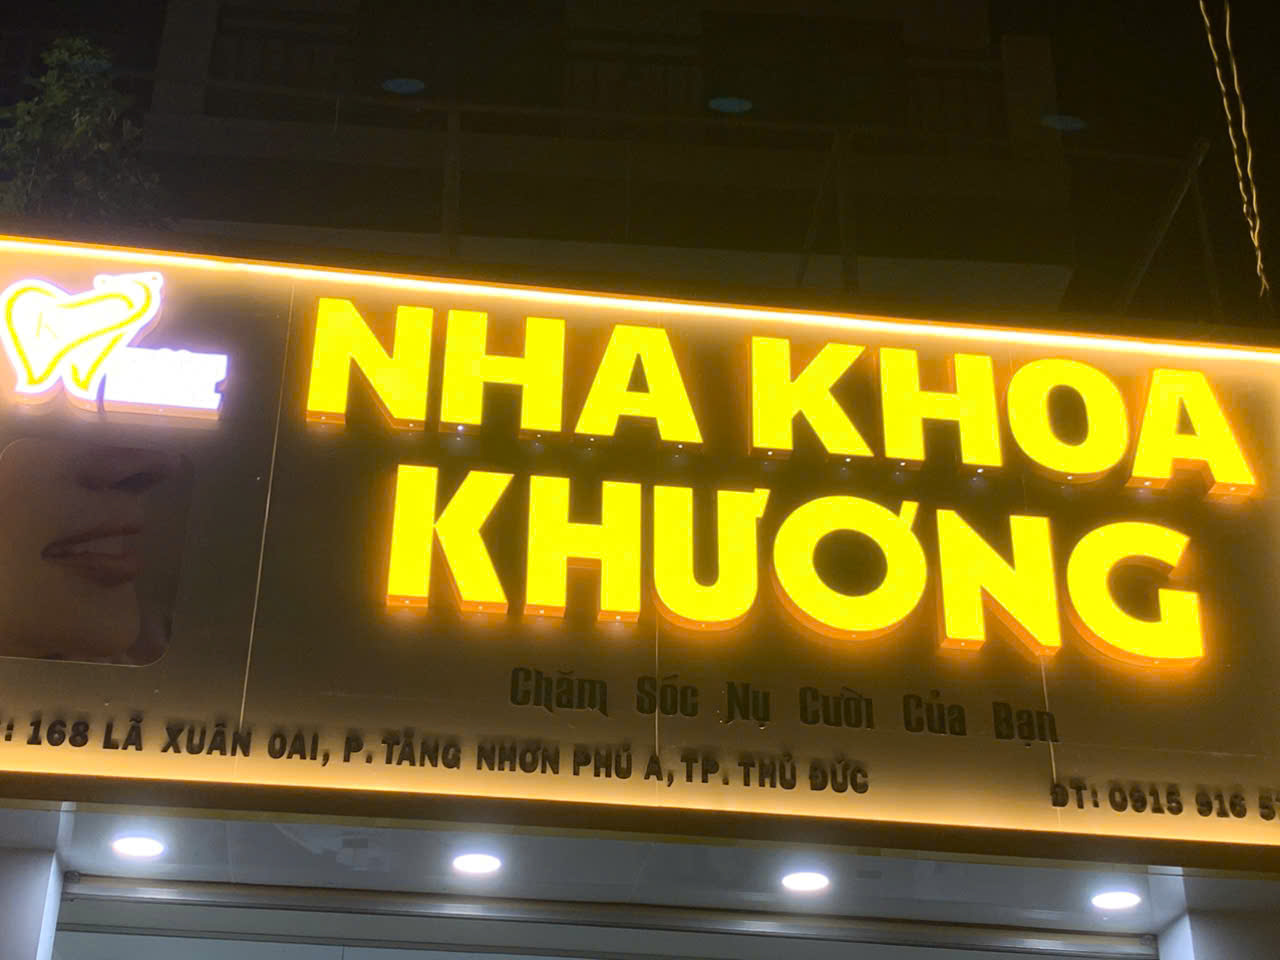 NHA KHOA
KHƯƠNG
Chăm Sóc Nụ Cười Của Bạn
: 168 LÃ XUÂN OAI, P. TĂNG NHƠN PHÚ A, TP. THỦ ĐỨC
ĐT: 0915 916 5